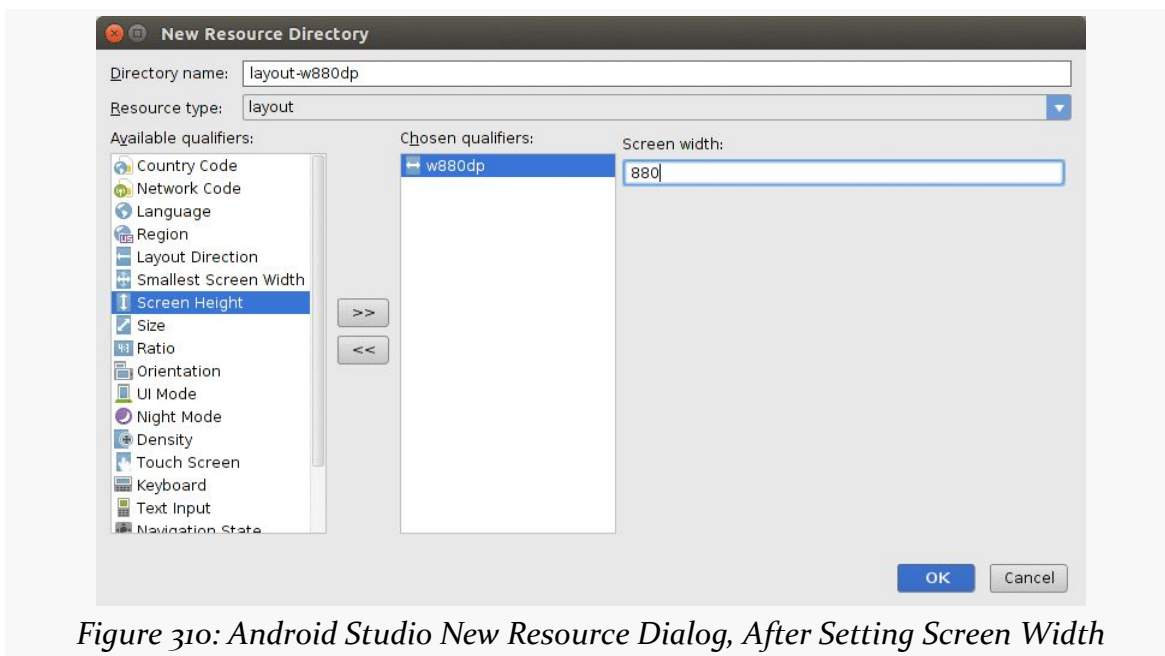 New Resource Directory
Directory name: layout-w880dp
Resource type: layout
Available qualifiers:
Country Code
Network Code
Language
Region
Layout Direction
Smallest Screen Width
Screen Height
Size
Ratio
Orientation
UI Mode
Night Mode
Density
Touch Screen
Keyboard
Text Input
Navigation State
>>
<<
Chosen qualifiers:
w880dp
Screen width:
880
OK
Cancel
Figure 310: Android Studio New Resource Dialog, After Setting Screen Width